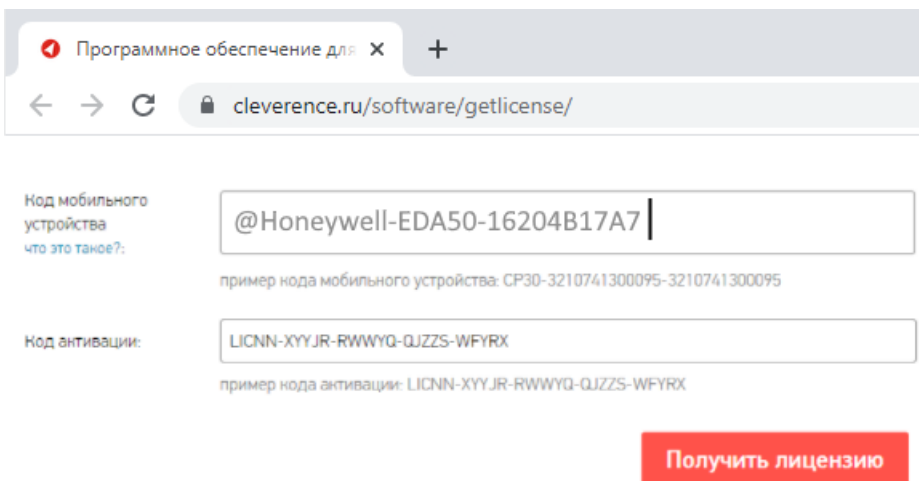 Программное обеспечение для
cleverence.ru/software/getlicense/
Код мобильного
устройства
что это такое?:
@Honeywell-EDA50-16204B17A7
пример кода мобильного устройства: CP30-3210741300095-3210741300095
Код активации:
LICNN-XYYJR-RWWYQ-QJZZS-WFYRX
пример кода активации: LICNN-XYYJR-RWWYQ-QJZZS-WFYRX
Получить лицензию